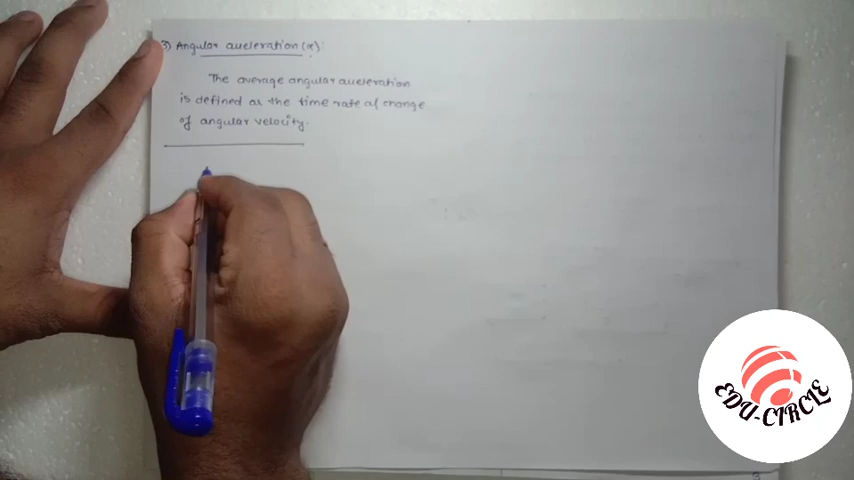 3) Angular acceleration (α):
The average angular acceleration
is defined as the time rate of change
of angular velocity.
EDU-CIRCLE
3